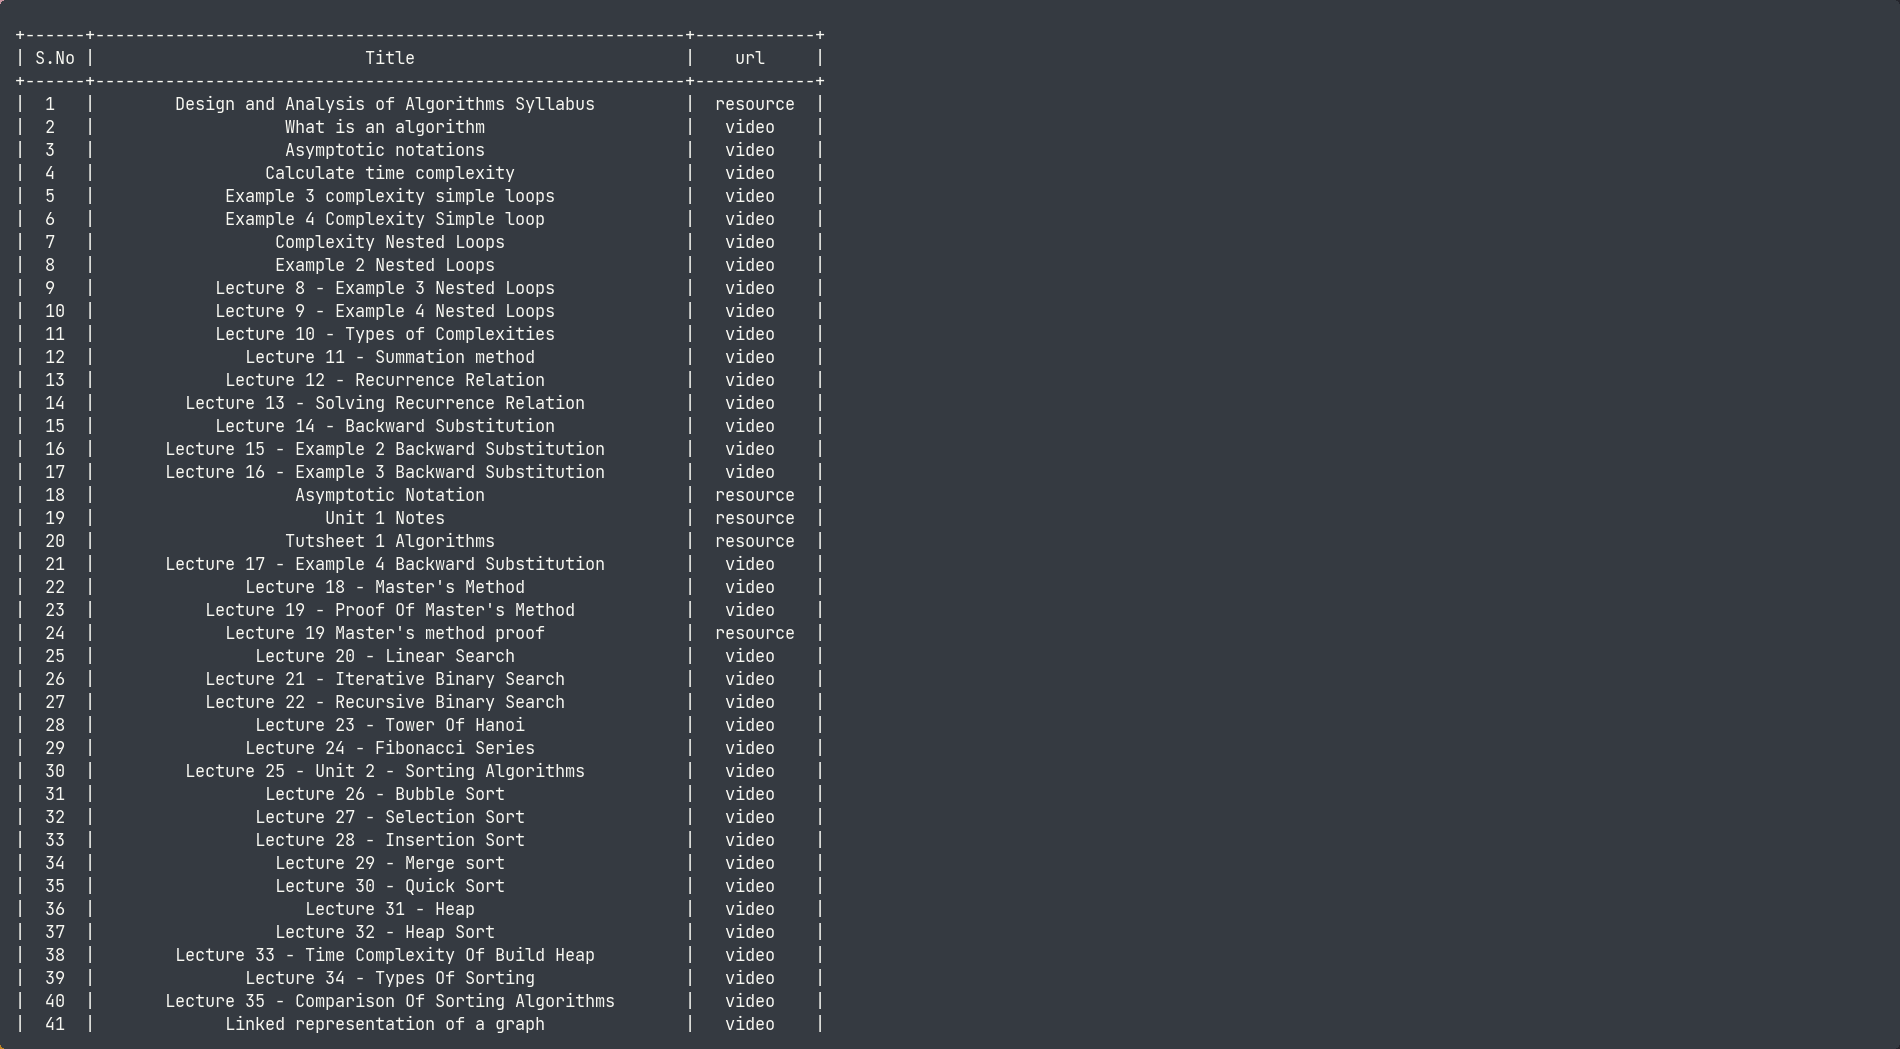 +------+-----------------------------------------------------------+------------+
| S.No |                           Title                           |    url     |
+------+-----------------------------------------------------------+------------+
|  1   |        Design and Analysis of Algorithms Syllabus         |  resource  |
|  2   |                   What is an algorithm                    |   video    |
|  3   |                   Asymptotic notations                    |   video    |
|  4   |                 Calculate time complexity                 |   video    |
|  5   |             Example 3 complexity simple loops             |   video    |
|  6   |             Example 4 Complexity Simple loop              |   video    |
|  7   |                  Complexity Nested Loops                  |   video    |
|  8   |                  Example 2 Nested Loops                   |   video    |
|  9   |            Lecture 8 - Example 3 Nested Loops             |   video    |
|  10  |            Lecture 9 - Example 4 Nested Loops             |   video    |
|  11  |            Lecture 10 - Types of Complexities             |   video    |
|  12  |               Lecture 11 - Summation method               |   video    |
|  13  |             Lecture 12 - Recurrence Relation              |   video    |
|  14  |         Lecture 13 - Solving Recurrence Relation          |   video    |
|  15  |            Lecture 14 - Backward Substitution             |   video    |
|  16  |       Lecture 15 - Example 2 Backward Substitution        |   video    |
|  17  |       Lecture 16 - Example 3 Backward Substitution        |   video    |
|  18  |                    Asymptotic Notation                    |  resource  |
|  19  |                       Unit 1 Notes                        |  resource  |
|  20  |                   Tutsheet 1 Algorithms                   |  resource  |
|  21  |       Lecture 17 - Example 4 Backward Substitution        |   video    |
|  22  |               Lecture 18 - Master's Method                |   video    |
|  23  |           Lecture 19 - Proof Of Master's Method           |   video    |
|  24  |             Lecture 19 Master's method proof              |  resource  |
|  25  |                Lecture 20 - Linear Search                 |   video    |
|  26  |           Lecture 21 - Iterative Binary Search            |   video    |
|  27  |           Lecture 22 - Recursive Binary Search            |   video    |
|  28  |                Lecture 23 - Tower Of Hanoi                |   video    |
|  29  |               Lecture 24 - Fibonacci Series               |   video    |
|  30  |         Lecture 25 - Unit 2 - Sorting Algorithms          |   video    |
|  31  |                 Lecture 26 - Bubble Sort                  |   video    |
|  32  |                Lecture 27 - Selection Sort                |   video    |
|  33  |                Lecture 28 - Insertion Sort                |   video    |
|  34  |                  Lecture 29 - Merge sort                  |   video    |
|  35  |                  Lecture 30 - Quick Sort                  |   video    |
|  36  |                     Lecture 31 - Heap                     |   video    |
|  37  |                  Lecture 32 - Heap Sort                   |   video    |
|  38  |        Lecture 33 - Time Complexity Of Build Heap         |   video    |
|  39  |               Lecture 34 - Types Of Sorting               |   video    |
|  40  |       Lecture 35 - Comparison Of Sorting Algorithms       |   video    |
|  41  |             Linked representation of a graph              |   video    |